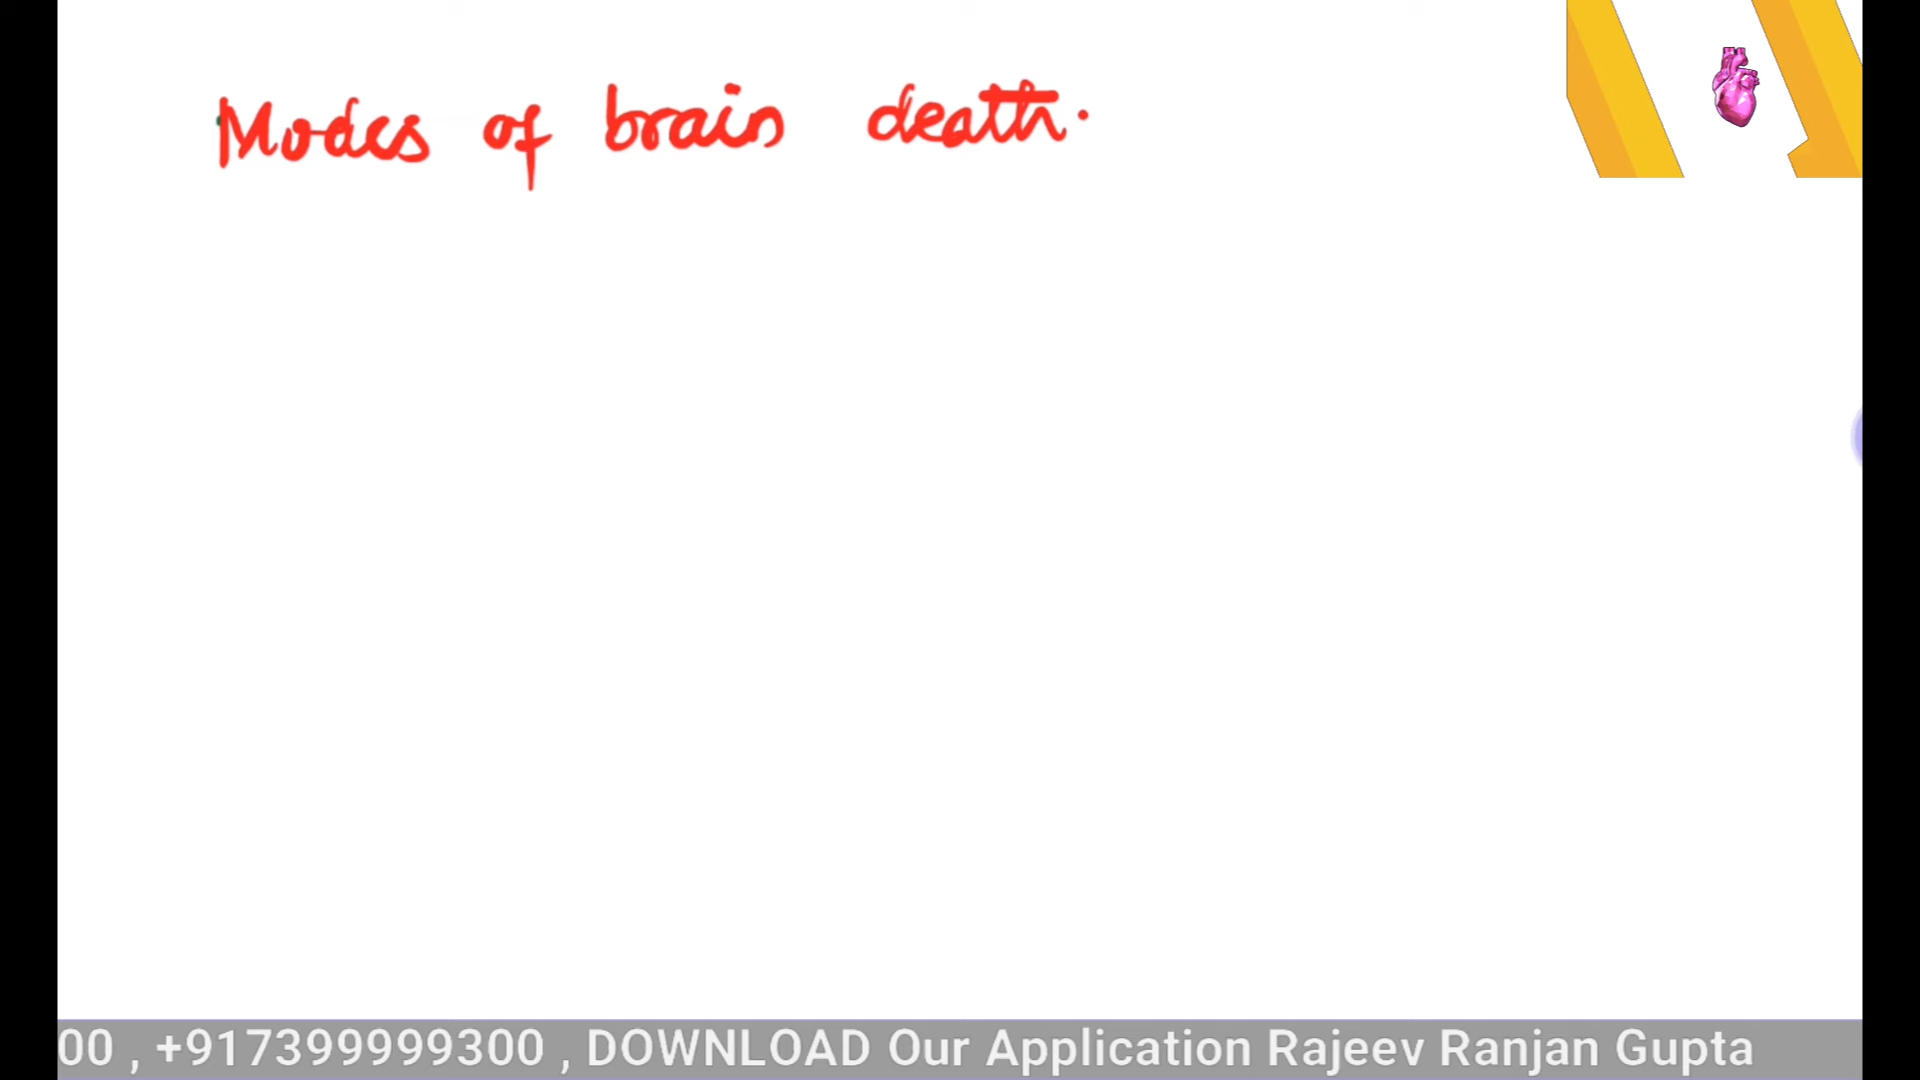 Modes of brain death.
00 , +917399999300 , DOWNLOAD Our Application Rajeev Ranjan Gupta